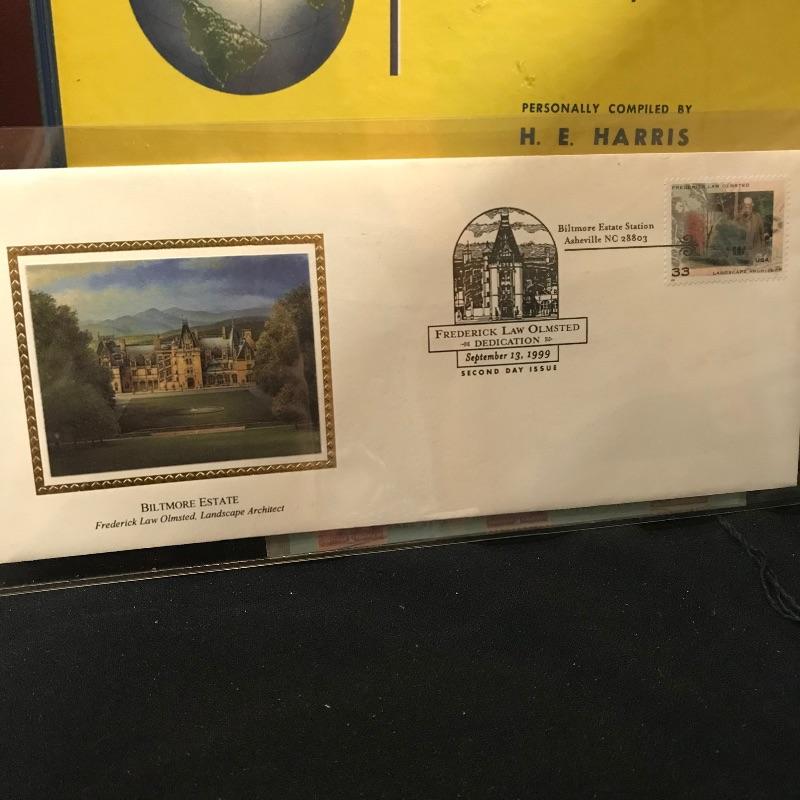 PERSONALLY COMPILED BY
H. E. HARRIS
FREDERICK LAW OLMSTED
33
USA
LANDSCAPE ARCHITECT
Biltmore Estate Station
Asheville NC 28803
FREDERICK LAW OLMSTED
DEDICATION
September 13, 1999
SECOND DAY ISSUE
BILTMORE ESTATE
Frederick Law Olmsted, Landscape Architect